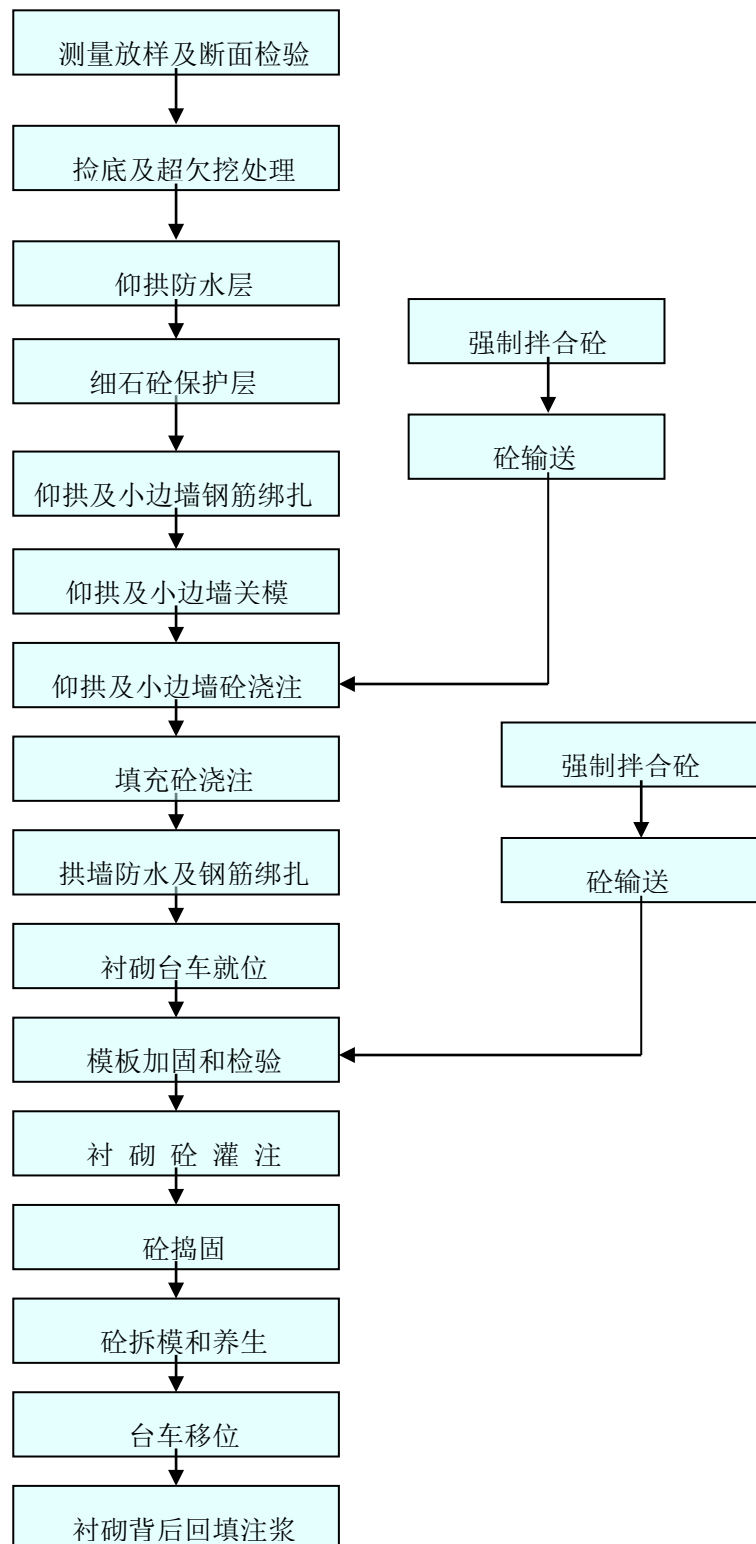 测量放样及断面检验
捡底及超欠挖处理
仰拱防水层
细石砼保护层
仰拱及小边墙钢筋绑扎
仰拱及小边墙关模
仰拱及小边墙砼浇注
填充砼浇注
拱墙防水及钢筋绑扎
衬砌台车就位
模板加固和检验
衬 砌 砼 灌 注
砼捣固
砼拆模和养生
台车移位
衬砌背后回填注浆
强制拌合砼
砼输送
强制拌合砼
砼输送